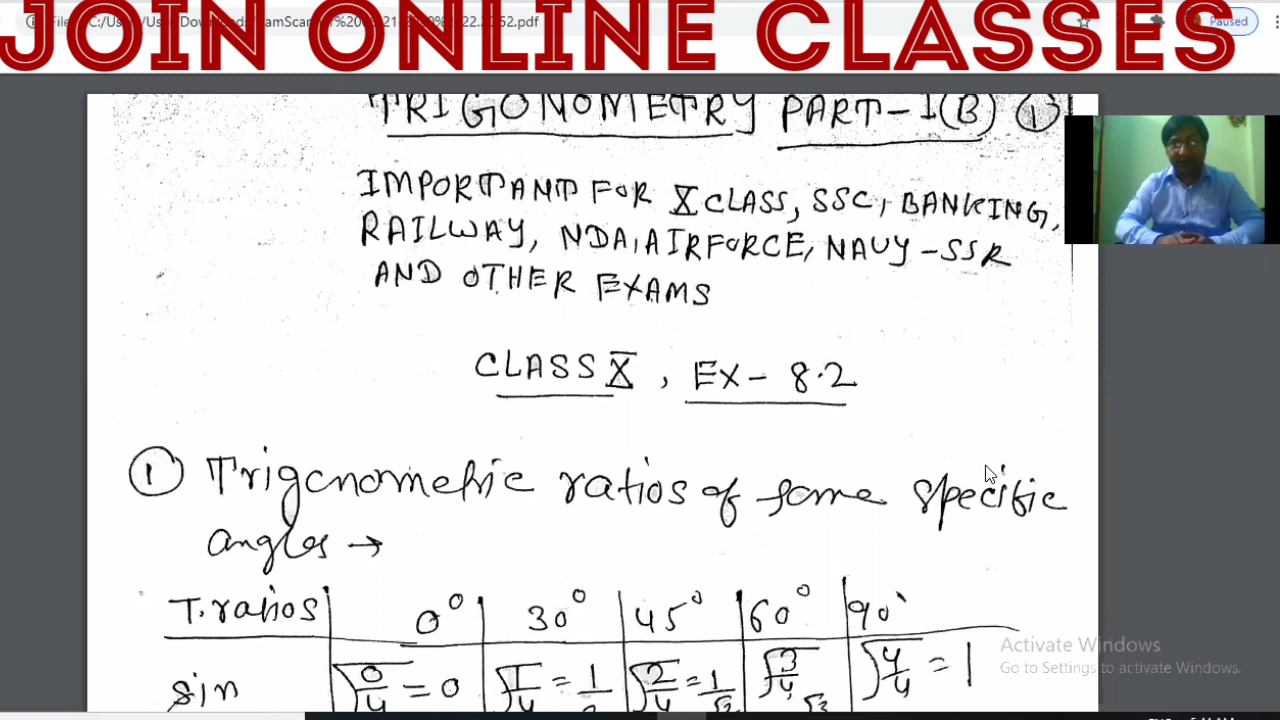 JOIN ONLINE CLASSES
Paused
TRIGONOMETRY PART-1(B) ①
IMPORTANT FOR X CLASS, SSC, BANKING,
RAILWAY, NDA, AIRFORCE, NAVY-SSR
AND OTHER EXAMS
CLASS X, EX- 8.2
① Trigonometric ratios of some specific
angles →
T. ratios 0° 30° 45° 60° 90°
sin √0/4 = 0 √1/4 = 1/2 √2/4 = 1/√2 √3/4 √4/4 = 1
Activate Windows
Go to Settings to activate Windows.